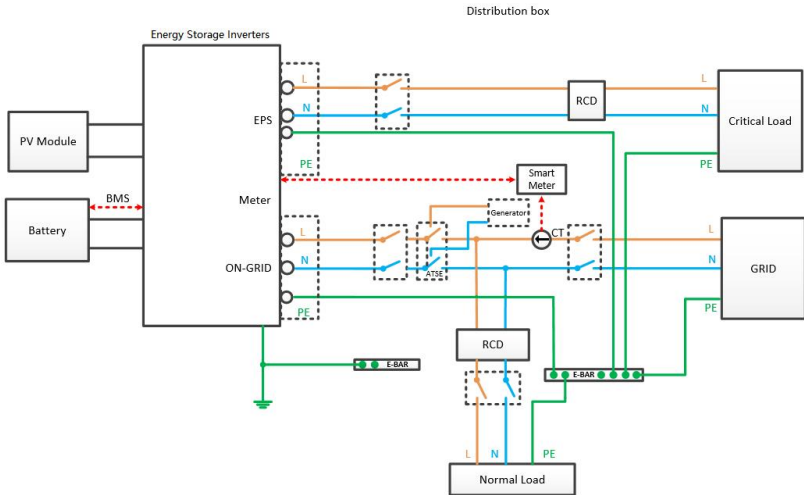 Distribution box
Energy Storage Inverters
L
L
N
N
RCD
EPS
Critical Load
PV Module
PE
PE
Smart
Meter
BMS
Meter
Generator
L
CT
L
Battery
N
N
ON-GRID
ATSE
GRID
PE
PE
RCD
E-BAR
E-BAR
L
N
PE
Normal Load